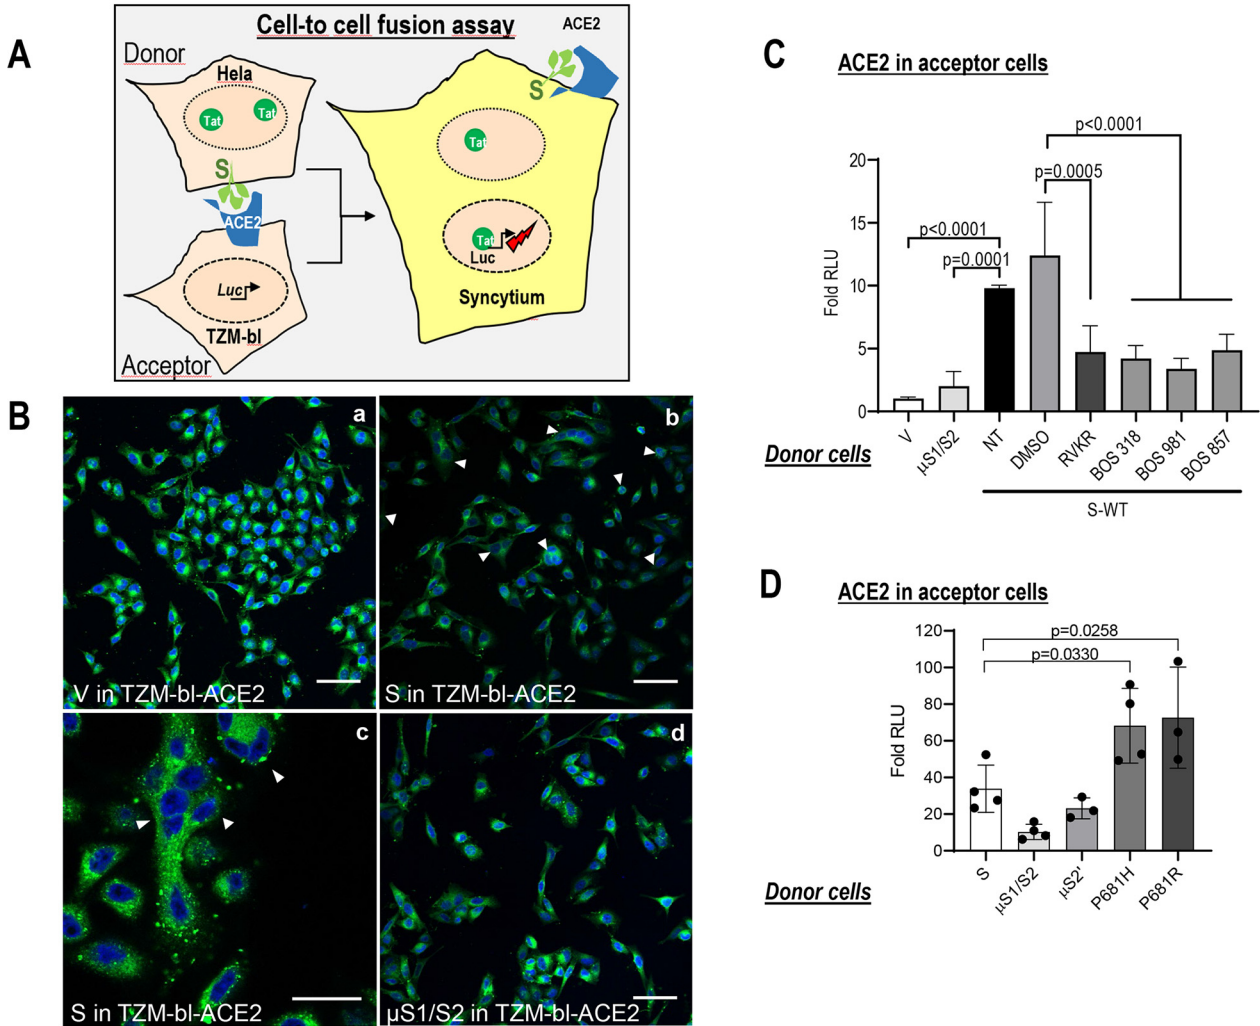 A
Cell-to cell fusion assay
ACE2
Donor
Hela
Tat
Tat
S
ACE2
Luc
TZM-bl
Acceptor
S
Tat
Tat
Luc
Syncytium
B
a
V in TZM-bl-ACE2
b
S in TZM-bl-ACE2
c
S in TZM-bl-ACE2
d
µS1/S2 in TZM-bl-ACE2
C
ACE2 in acceptor cells
p<0.0001
p=0.0005
p<0.0001
p=0.0001
Fold RLU
20
15
10
5
0
Donor cells
V
µS1/S2
NT
DMSO
RVKR
BOS 318
BOS 981
BOS 857
S-WT
D
ACE2 in acceptor cells
p=0.0258
p=0.0330
Fold RLU
120
100
80
60
40
20
0
Donor cells
S
µS1/S2
µS2'
P681H
P681R